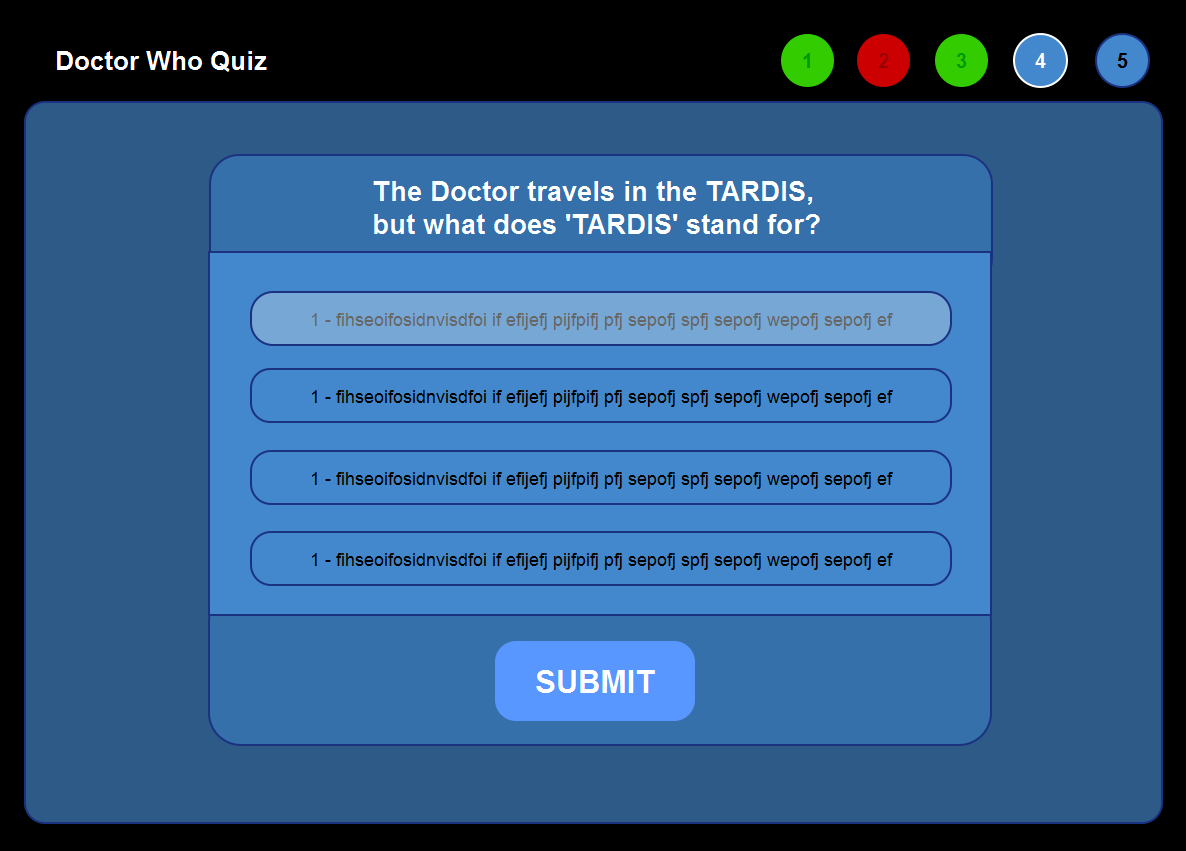 Doctor Who Quiz
1 2 3 4 5
The Doctor travels in the TARDIS,
but what does 'TARDIS' stand for?
1 - fihseoifosidnvisdfoi if efijefj pijfpifj pfj sepofj spfj sepofj wepofj sepofj ef
1 - fihseoifosidnvisdfoi if efijefj pijfpifj pfj sepofj spfj sepofj wepofj sepofj ef
1 - fihseoifosidnvisdfoi if efijefj pijfpifj pfj sepofj spfj sepofj wepofj sepofj ef
1 - fihseoifosidnvisdfoi if efijefj pijfpifj pfj sepofj spfj sepofj wepofj sepofj ef
SUBMIT